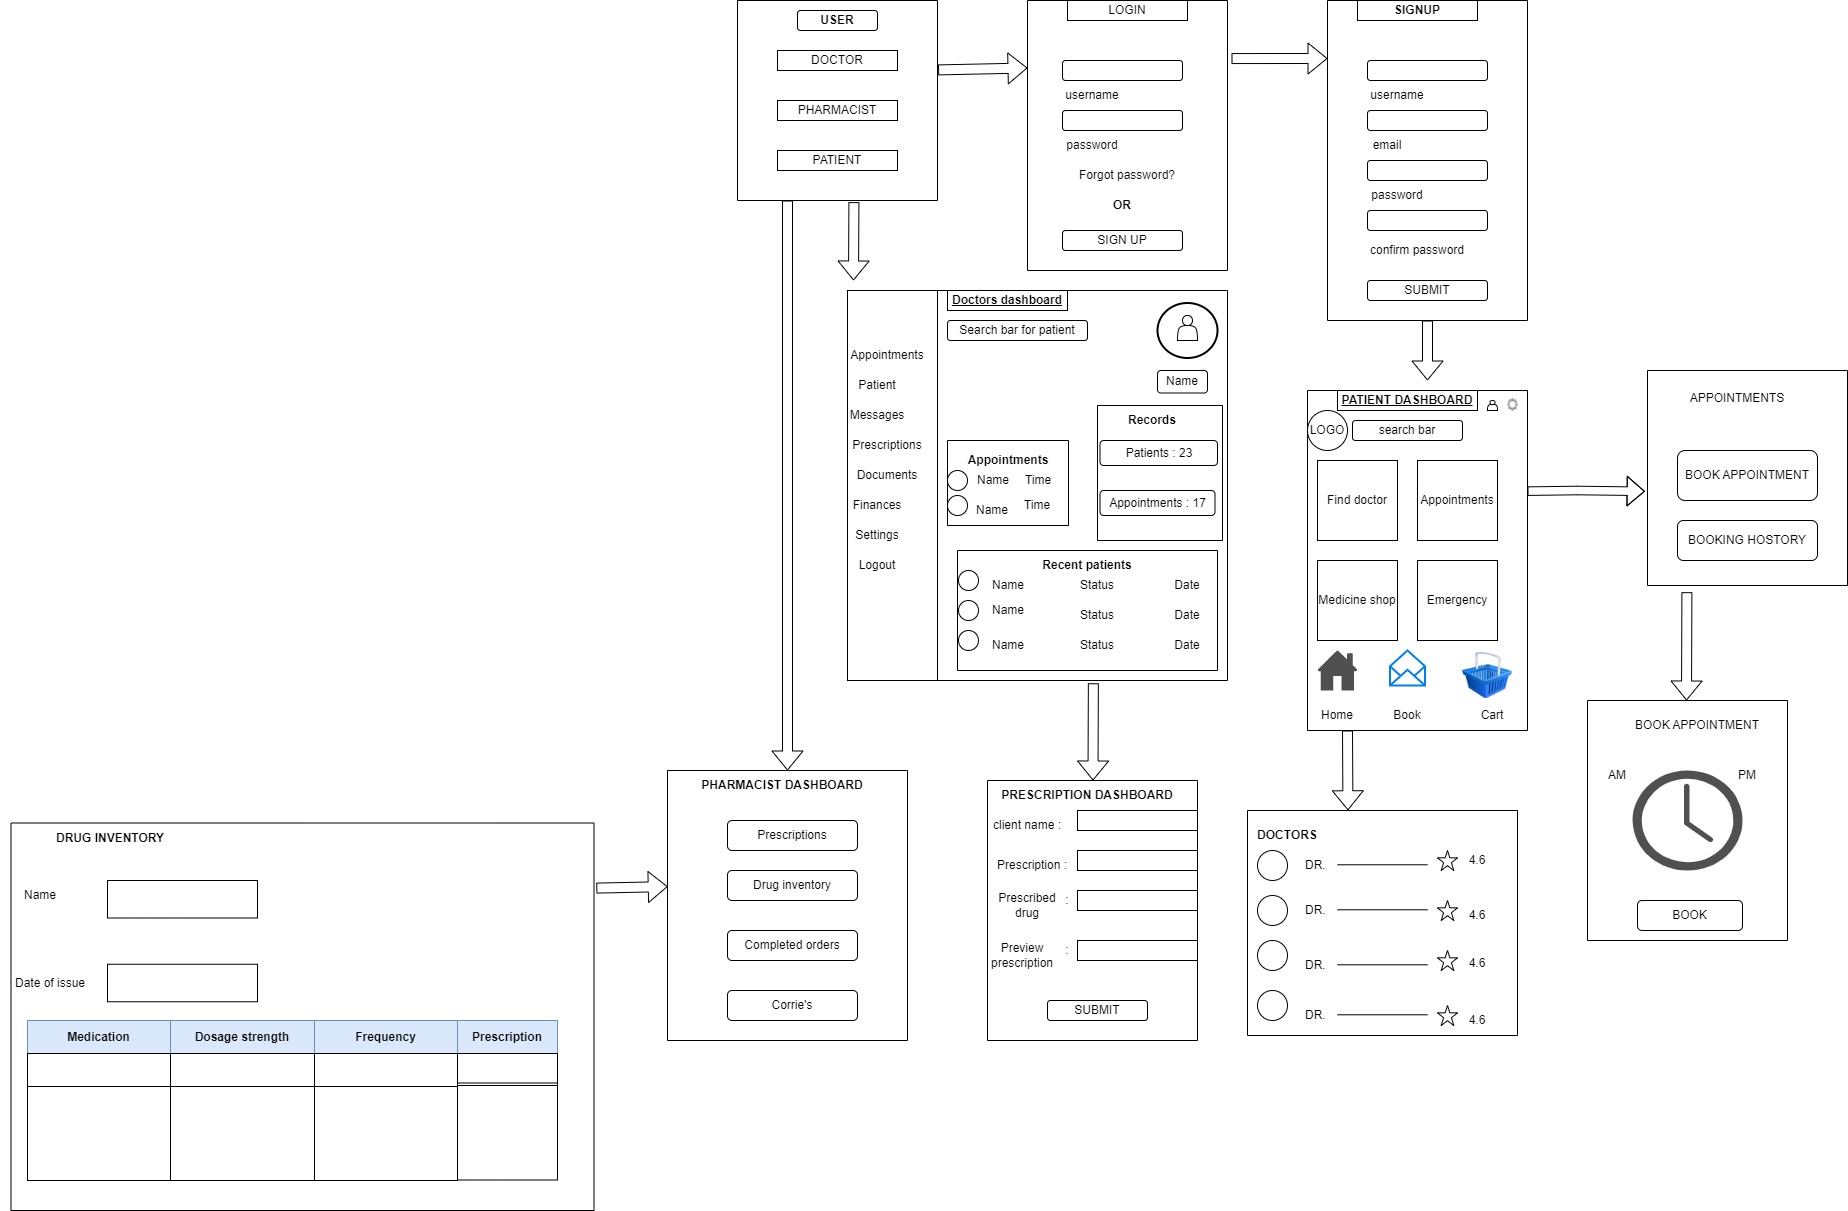 USER
DOCTOR
PHARMACIST
PATIENT
LOGIN
username
password
Forgot password?
OR
SIGN UP
SIGNUP
username
email
password
confirm password
SUBMIT
Doctors dashboard
Search bar for patient
Name
Appointments
Patient
Messages
Prescriptions
Documents
Finances
Settings
Logout
Appointments
Name Time
Name Time
Records
Patients : 23
Appointments : 17
Recent patients
Name Status Date
Name Status Date
Name Status Date
PATIENT DASHBOARD
LOGO
search bar
Find doctor
Appointments
Medicine shop
Emergency
Home
Book
Cart
APPOINTMENTS
BOOK APPOINTMENT
BOOKING HOSTORY
BOOK APPOINTMENT
AM
PM
BOOK
PHARMACIST DASHBOARD
Prescriptions
Drug inventory
Completed orders
Corrie's
PRESCRIPTION DASHBOARD
client name :
Prescription :
Prescribed :
drug
Preview :
prescription
SUBMIT
DOCTORS
DR. 4.6
DR. 4.6
DR. 4.6
DR. 4.6
DRUG INVENTORY
Name
Date of issue
Medication Dosage strength Frequency Prescription